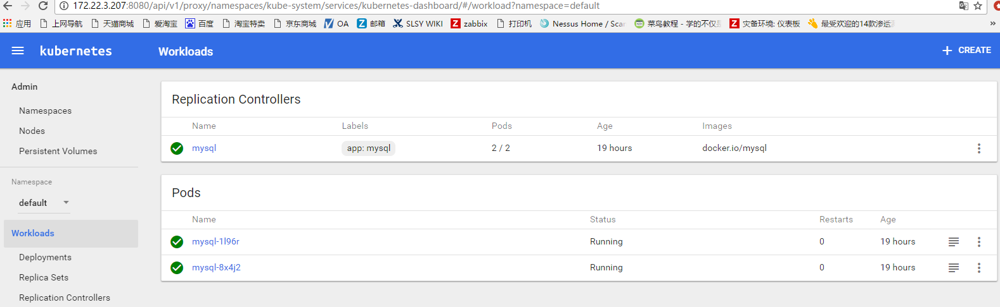 172.22.3.207:8080/api/v1/proxy/namespaces/kube-system/services/kubernetes-dashboard/#/workload?namespace=default
应用 上网导航 天猫商城 爱淘宝 百度 淘宝特卖 京东商城 OA 邮箱 SLSY WIKI zabbix 打印机 Nessus Home / Scan 菜鸟教程 - 学的不仅 灾备环境: 仪表板 最受欢迎的14款渗透 »
kubernetes Workloads + CREATE
Admin
Namespaces
Nodes
Persistent Volumes
Namespace
default
Workloads
Deployments
Replica Sets
Replication Controllers
Replication Controllers
Name Labels Pods Age Images
mysql app: mysql 2 / 2 19 hours docker.io/mysql
Pods
Name Status Restarts Age
mysql-1l96r Running 0 19 hours
mysql-8x4j2 Running 0 19 hours